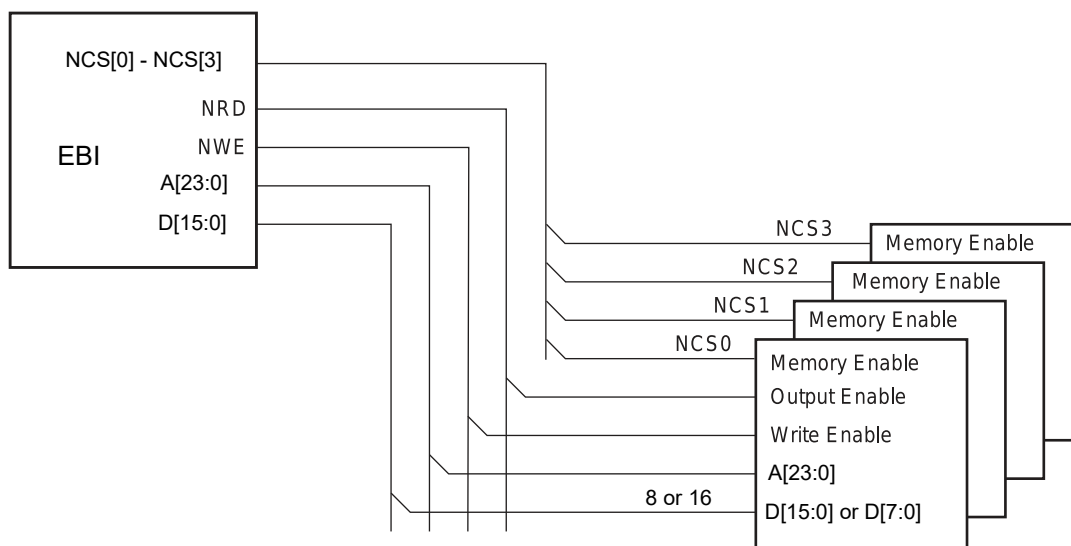 NCS[0] - NCS[3]
NRD
NWE
EBI
A[23:0]
D[15:0]
NCS3
Memory Enable
NCS2
Memory Enable
NCS1
Memory Enable
NCS0
Memory Enable
Output Enable
Write Enable
A[23:0]
8 or 16
D[15:0] or D[7:0]